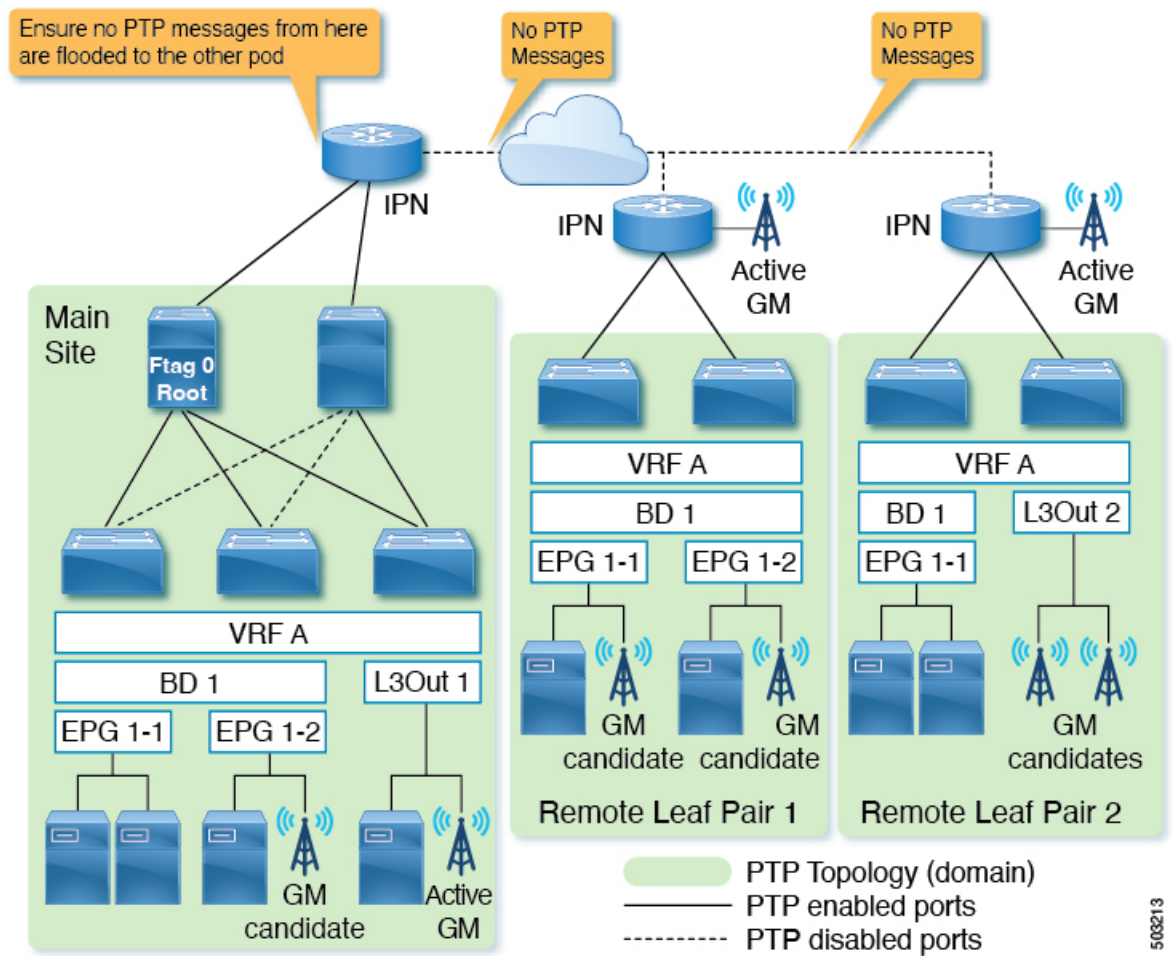 Ensure no PTP messages from here
are flooded to the other pod
No PTP
Messages
No PTP
Messages
IPN
IPN
Active
GM
IPN
Active
GM
Main
Site
Ftag 0
Root
VRF A
BD 1
L3Out 1
EPG 1-1
EPG 1-2
GM
candidate
Active
GM
VRF A
BD 1
EPG 1-1
EPG 1-2
GM
candidate
GM
candidate
Remote Leaf Pair 1
VRF A
BD 1
L3Out 2
EPG 1-1
GM
candidates
Remote Leaf Pair 2
PTP Topology (domain)
PTP enabled ports
PTP disabled ports
503213